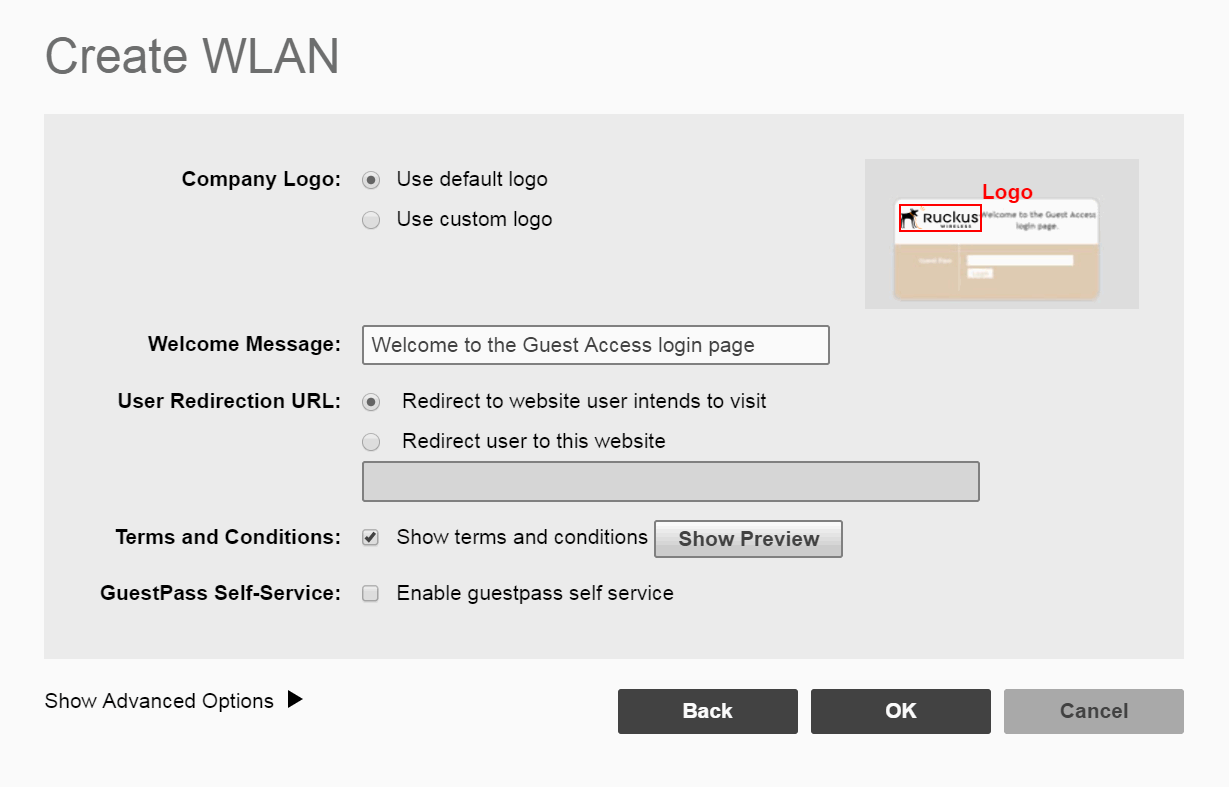 Create WLAN
Company Logo:
Use default logo
Use custom logo
Logo
RUCKUS
WIRELESS
Welcome to the Guest Access
login page.
Guest Pass
Login
Welcome Message:
Welcome to the Guest Access login page
User Redirection URL:
Redirect to website user intends to visit
Redirect user to this website
Terms and Conditions:
Show terms and conditions
Show Preview
GuestPass Self-Service:
Enable guestpass self service
Show Advanced Options
Back
OK
Cancel